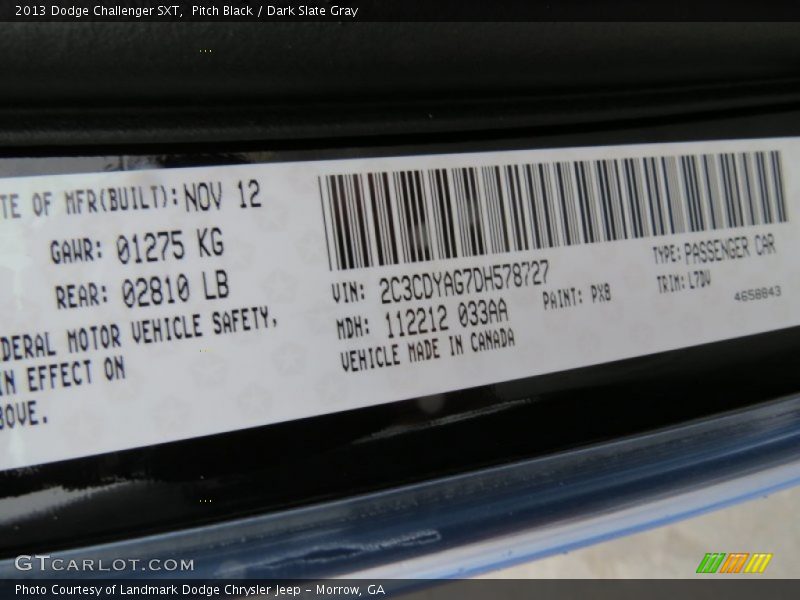 2013 Dodge Challenger SXT,  Pitch Black / Dark Slate Gray
TE OF MFR(BUILT): NOV 12
GAWR: 01275 KG
REAR: 02810 LB
DERAL MOTOR VEHICLE SAFETY,
IN EFFECT ON
BOVE.
VIN: 2C3CDYAG7DH578727
TYPE: PASSENGER CAR
MDH: 112212 033AA
PAINT: PX8
TRIM: L7DV
4658843
VEHICLE MADE IN CANADA
GTCARLOT.COM
Photo Courtesy of Landmark Dodge Chrysler Jeep - Morrow, GA